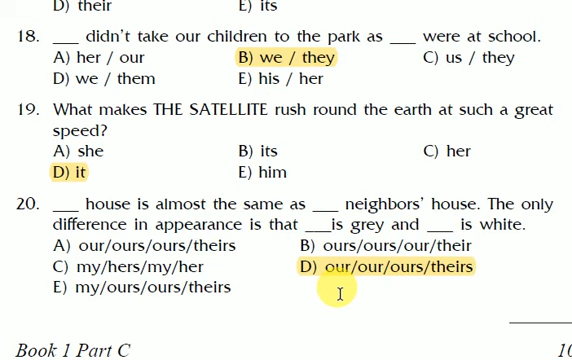 D) their E) its
18. ___ didn't take our children to the park as ___ were at school.
A) her / our B) we / they C) us / they
D) we / them E) his / her
19. What makes THE SATELLITE rush round the earth at such a great
speed?
A) she B) its C) her
D) it E) him
20. ___ house is almost the same as ___ neighbors' house. The only
difference in appearance is that ___is grey and ___ is white.
A) our/ours/ours/theirs B) ours/ours/our/their
C) my/hers/my/her D) our/our/ours/theirs
E) my/ours/ours/theirs
Book 1 Part C 10